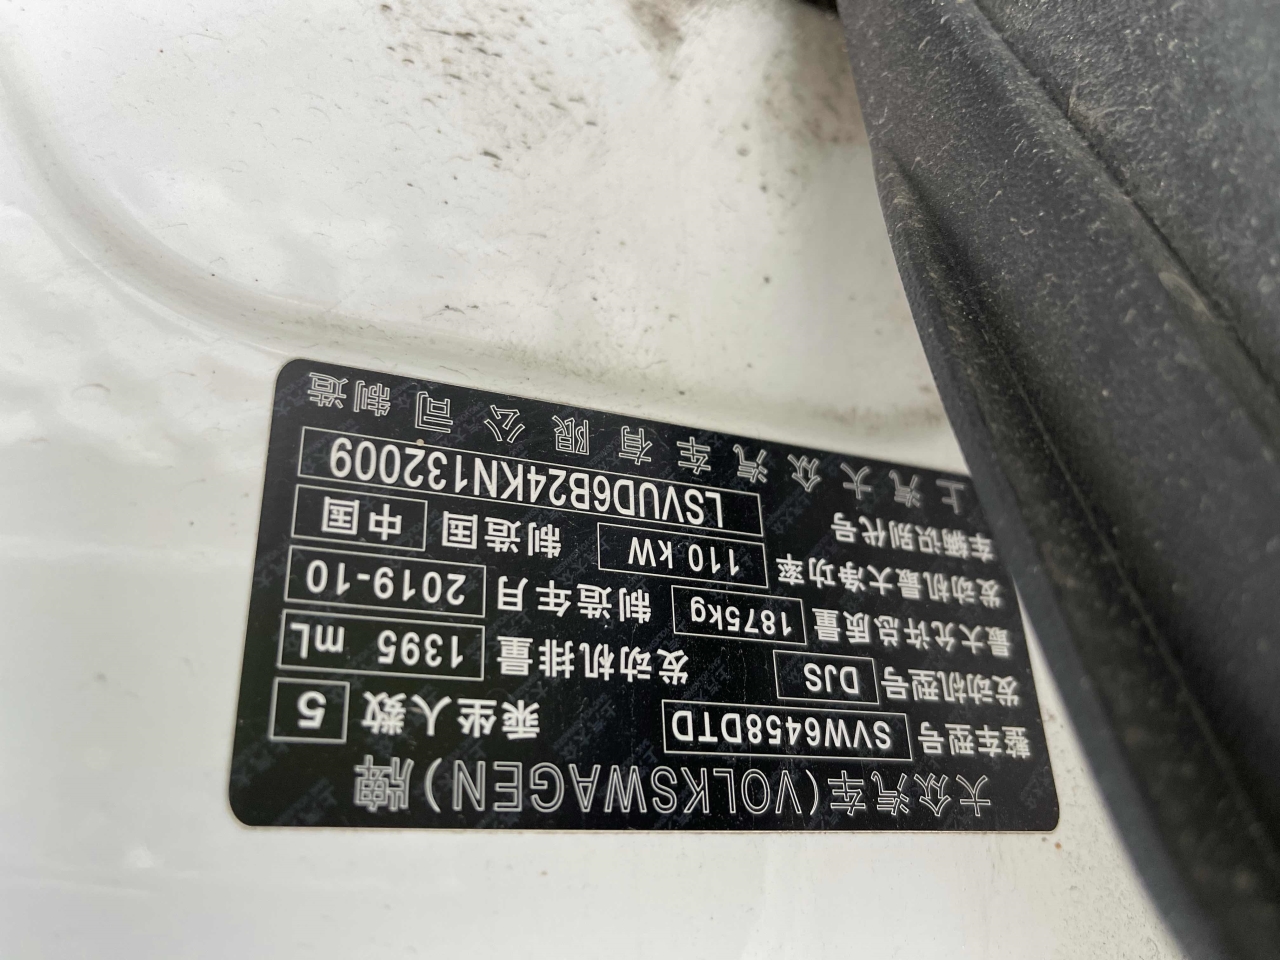 大众汽车(VOLKSWAGEN)牌
整车型号 SVW6458DTD 乘坐人数 5
发动机型号 DJS 发动机排量 1395 mL
最大允许总质量 1875kg 制造年月 2019-10
发动机最大净功率 110 kW 制造国 中国
车辆识别代号 LSVUD6B24KN132009
上汽大众汽车有限公司制造